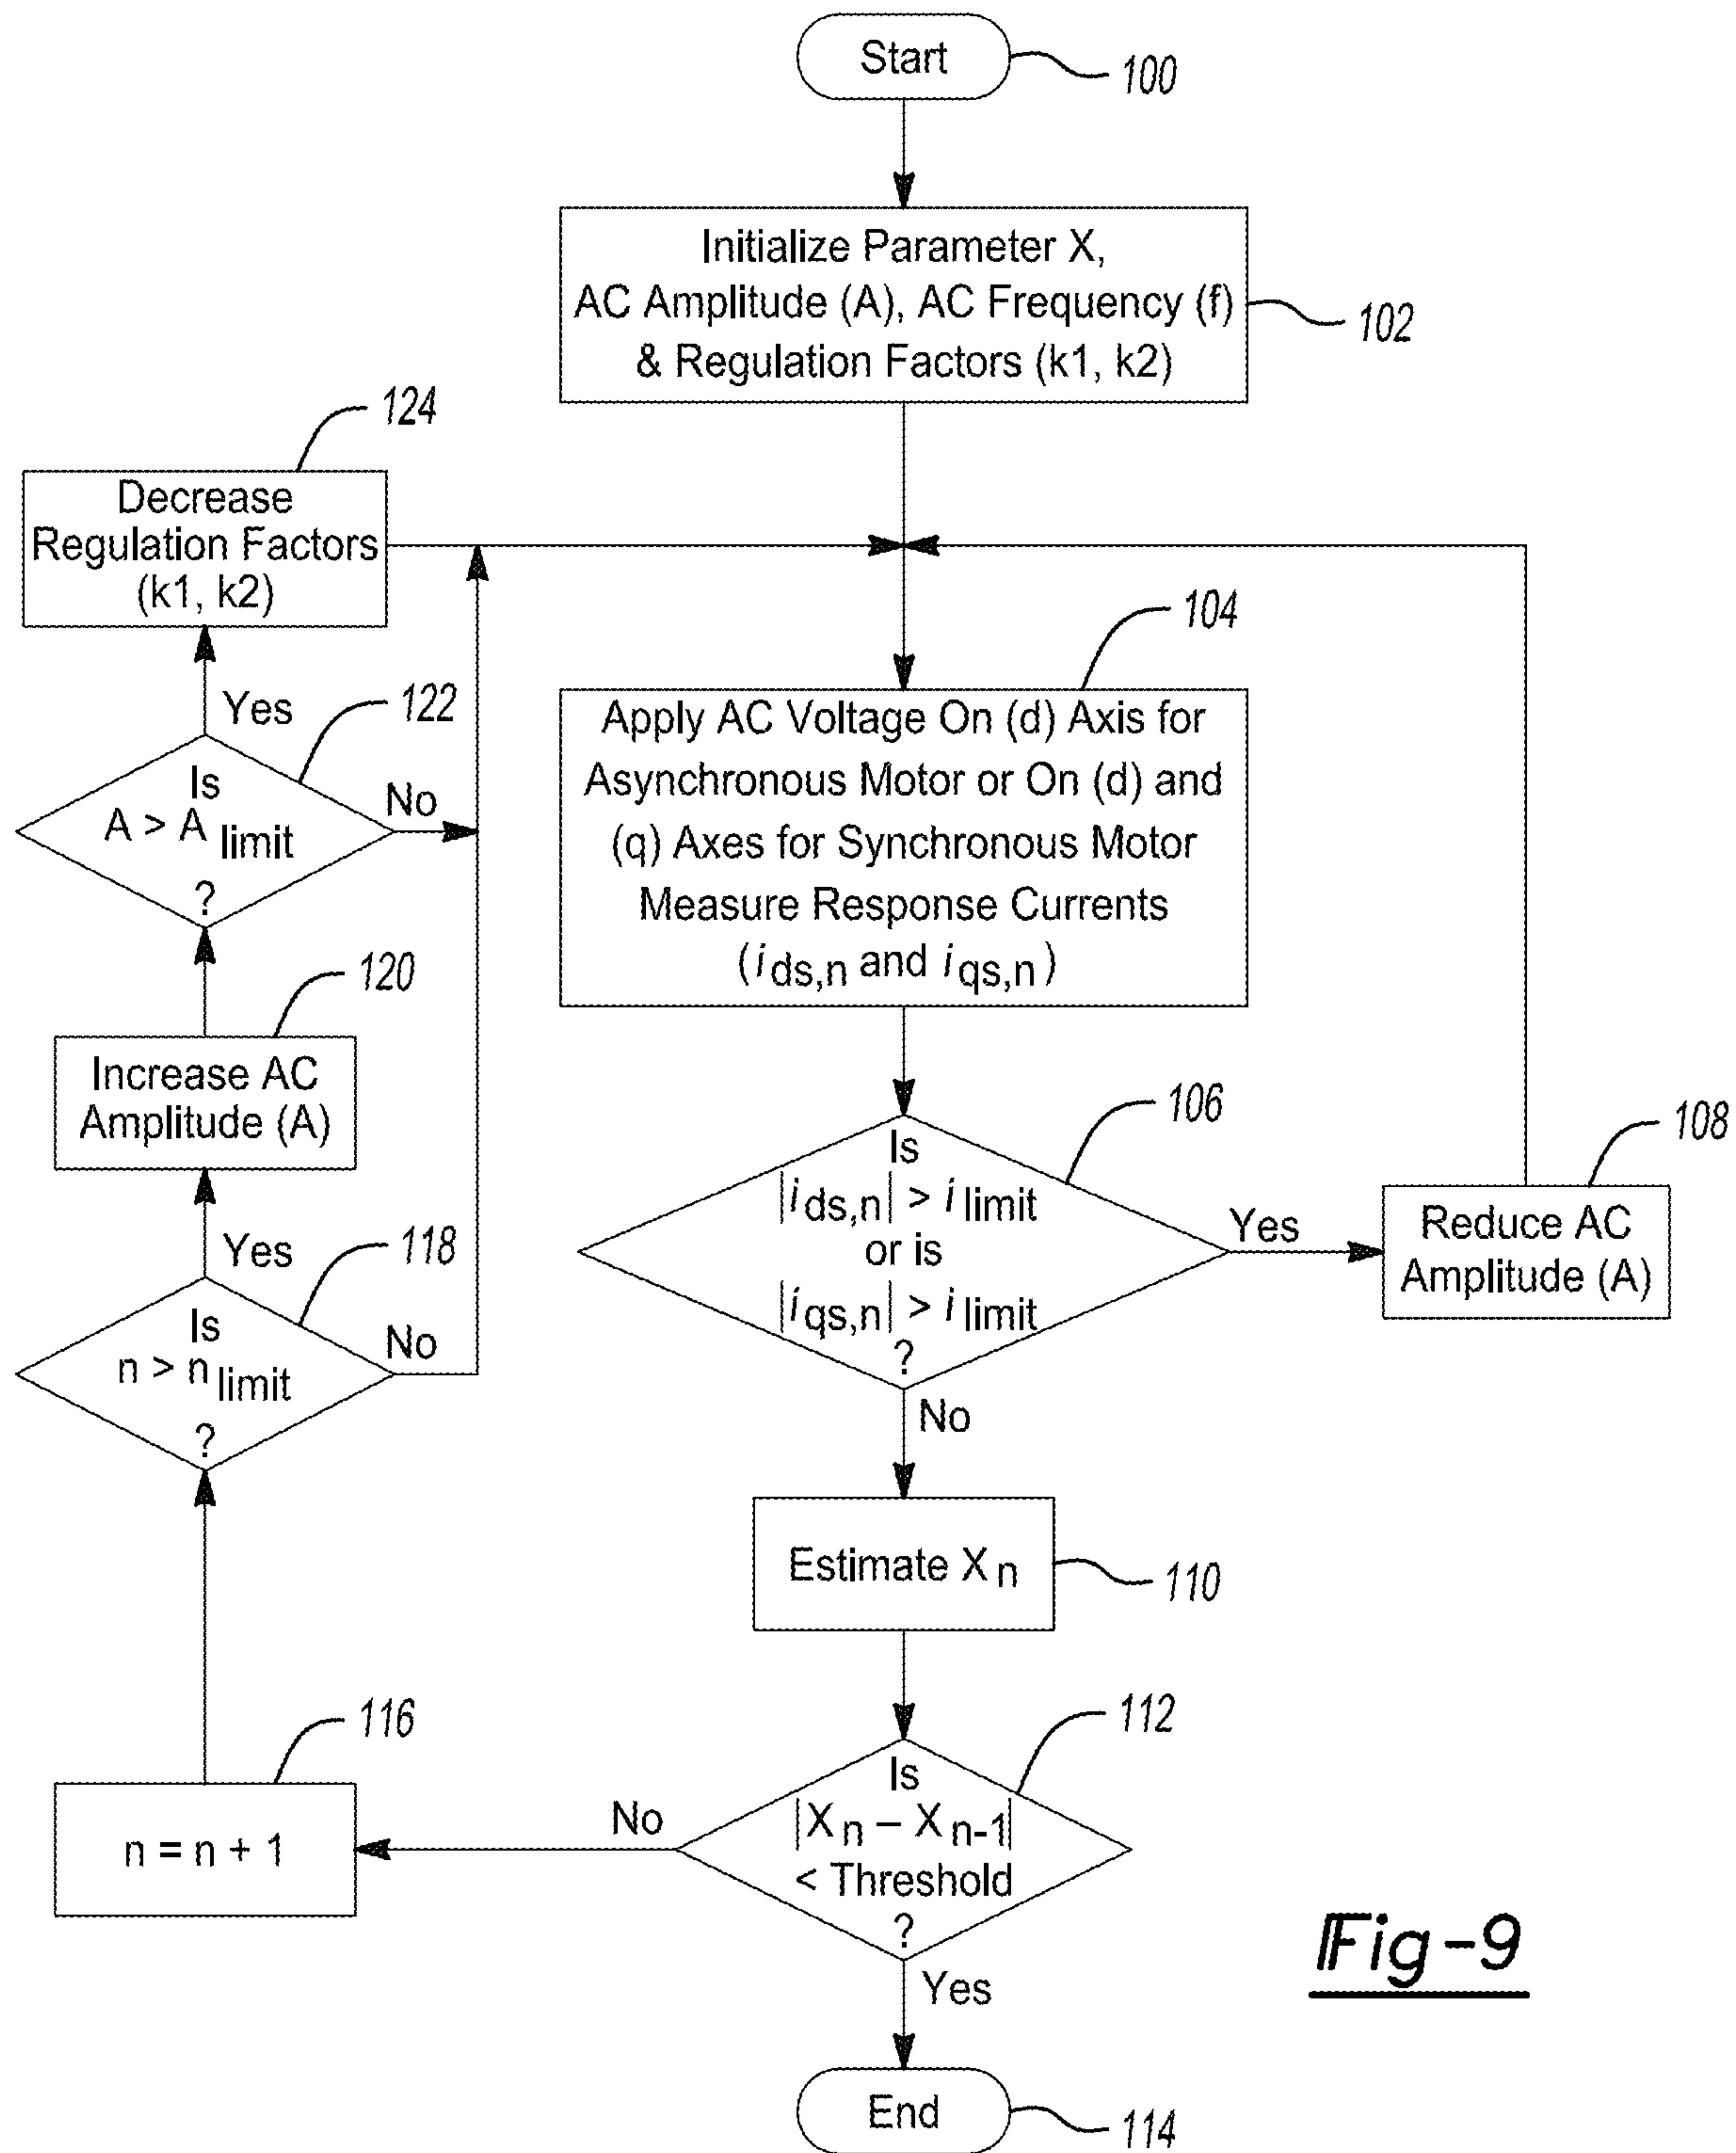 Start
100
Initialize Parameter X,
AC Amplitude (A), AC Frequency (f)
& Regulation Factors (k1, k2)
102
124
Decrease
Regulation Factors
(k1, k2)
104
Apply AC Voltage On (d) Axis for
Asynchronous Motor or On (d) and
(q) Axes for Synchronous Motor
Measure Response Currents
(i ds,n and i qs,n)
Yes
122
Is
A > A limit
?
No
120
Increase AC
Amplitude (A)
106
Is
|i ds,n| > i limit
or is
|i qs,n| > i limit
?
Yes
108
Reduce AC
Amplitude (A)
Yes
118
Is
n > n limit
?
No
No
Estimate X n
110
116
n = n + 1
No
112
Is
|X n – X n-1|
< Threshold
?
Yes
Fig-9
End
114